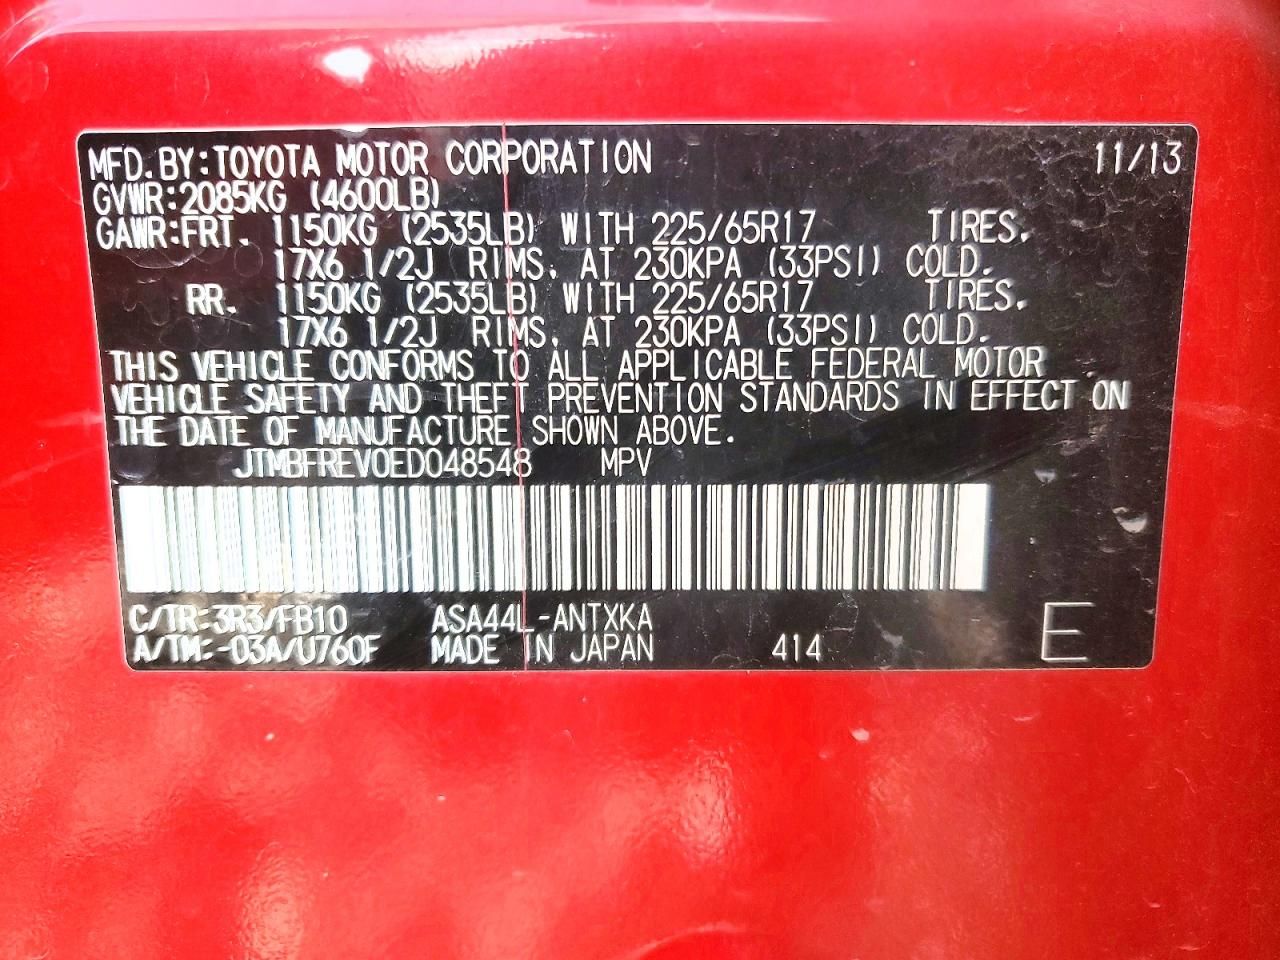 MFD. BY: TOYOTA MOTOR CORPORATION 11/13
GVWR: 2085KG (4600LB)
GAWR: FRT. 1150KG (2535LB) WITH 225/65R17 TIRES,
17X6 1/2J RIMS, AT 230KPA (33PSI) COLD.
RR. 1150KG (2535LB) WITH 225/65R17 TIRES,
17X6 1/2J RIMS, AT 230KPA (33PSI) COLD.
THIS VEHICLE CONFORMS TO ALL APPLICABLE FEDERAL MOTOR
VEHICLE SAFETY AND THEFT PREVENTION STANDARDS IN EFFECT ON
THE DATE OF MANUFACTURE SHOWN ABOVE.
JTMBFREV0ED048548 MPV
C/TR: 3R3/FB10 ASA44L-ANTXKA
A/TM: -03A/U760F MADE IN JAPAN 414 E